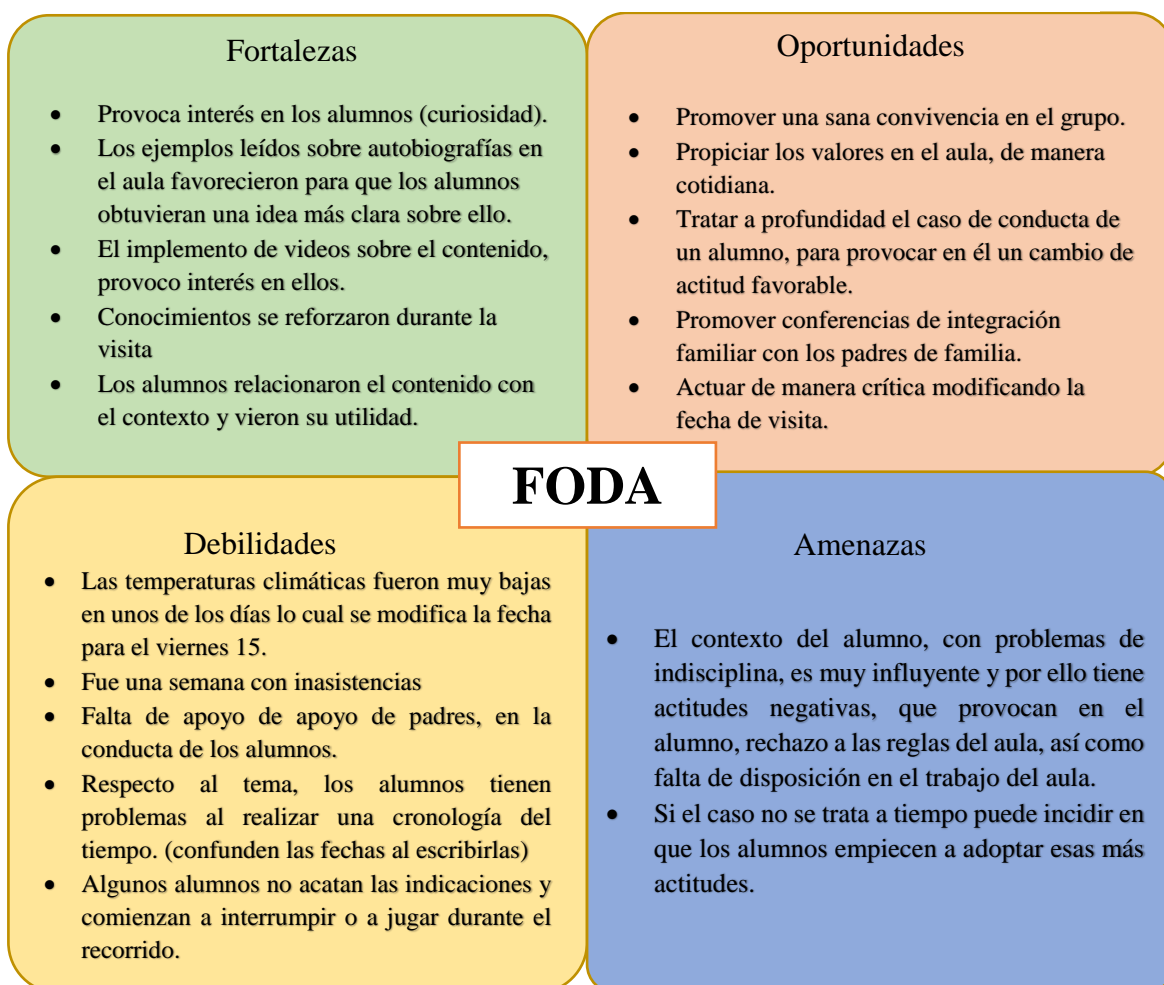 Fortalezas
• Provoca interés en los alumnos (curiosidad).
• Los ejemplos leídos sobre autobiografías en
el aula favorecieron para que los alumnos
obtuvieran una idea más clara sobre ello.
• El implemento de videos sobre el contenido,
provoco interés en ellos.
• Conocimientos se reforzaron durante la
visita
• Los alumnos relacionaron el contenido con
el contexto y vieron su utilidad.
Oportunidades
• Promover una sana convivencia en el grupo.
• Propiciar los valores en el aula, de manera
cotidiana.
• Tratar a profundidad el caso de conducta de
un alumno, para provocar en él un cambio de
actitud favorable.
• Promover conferencias de integración
familiar con los padres de familia.
• Actuar de manera crítica modificando la
fecha de visita.
FODA
Debilidades
• Las temperaturas climáticas fueron muy bajas
en unos de los días lo cual se modifica la fecha
para el viernes 15.
• Fue una semana con inasistencias
• Falta de apoyo de apoyo de padres, en la
conducta de los alumnos.
• Respecto al tema, los alumnos tienen
problemas al realizar una cronología del
tiempo. (confunden las fechas al escribirlas)
• Algunos alumnos no acatan las indicaciones y
comienzan a interrumpir o a jugar durante el
recorrido.
Amenazas
• El contexto del alumno, con problemas de
indisciplina, es muy influyente y por ello tiene
actitudes negativas, que provocan en el
alumno, rechazo a las reglas del aula, así como
falta de disposición en el trabajo del aula.
• Si el caso no se trata a tiempo puede incidir en
que los alumnos empiecen a adoptar esas más
actitudes.